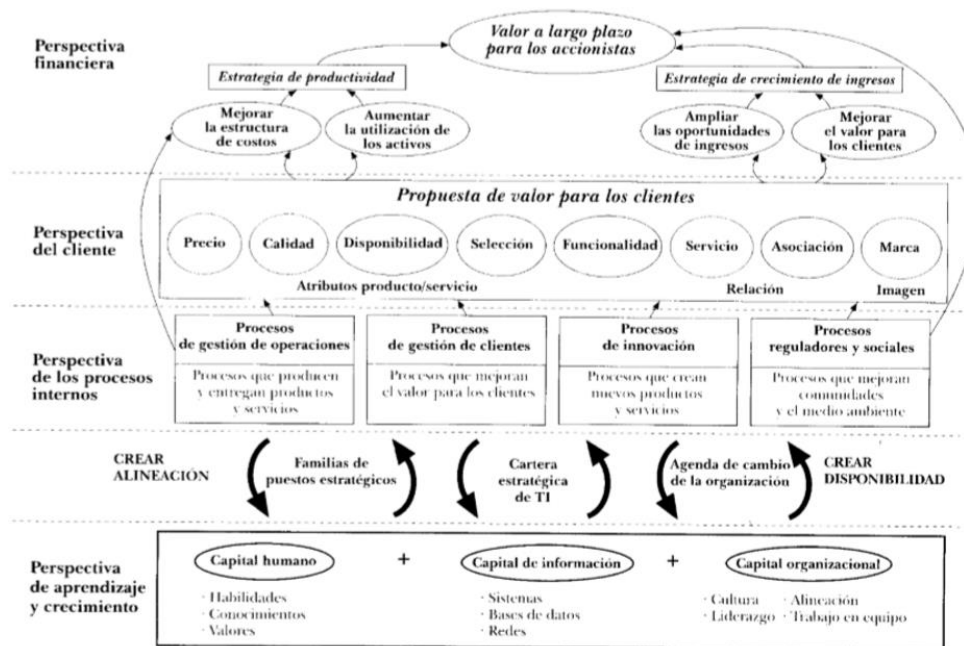 Perspectiva
financiera
Valor a largo plazo
para los accionistas
Estrategia de productividad
Estrategia de crecimiento de ingresos
Mejorar
la estructura
de costos
Aumentar
la utilización de
los activos
Ampliar
las oportunidades
de ingresos
Mejorar
el valor para
los clientes
Perspectiva
del cliente
Propuesta de valor para los clientes
Precio
Calidad
Disponibilidad
Selección
Funcionalidad
Servicio
Asociación
Marca
Atributos producto/servicio
Relación
Imagen
Perspectiva
de los procesos
internos
Procesos
de gestión de operaciones
Procesos que producen
y entregan productos
y servicios
Procesos
de gestión de clientes
Procesos que mejoran
el valor para los clientes
Procesos
de innovación
Procesos que crean
nuevos productos
y servicios
Procesos
reguladores y sociales
Procesos que mejoran
comunidades
y el medio ambiente
CREAR
ALINEACIÓN
Familias de
puestos estratégicos
Cartera
estratégica
de TI
Agenda de cambio
de la organización
CREAR
DISPONIBILIDAD
Perspectiva
de aprendizaje
y crecimiento
Capital humano
+
Capital de información
+
Capital organizacional
· Habilidades
· Conocimientos
· Valores
· Sistemas
· Bases de datos
· Redes
· Cultura · Alineación
· Liderazgo · Trabajo en equipo